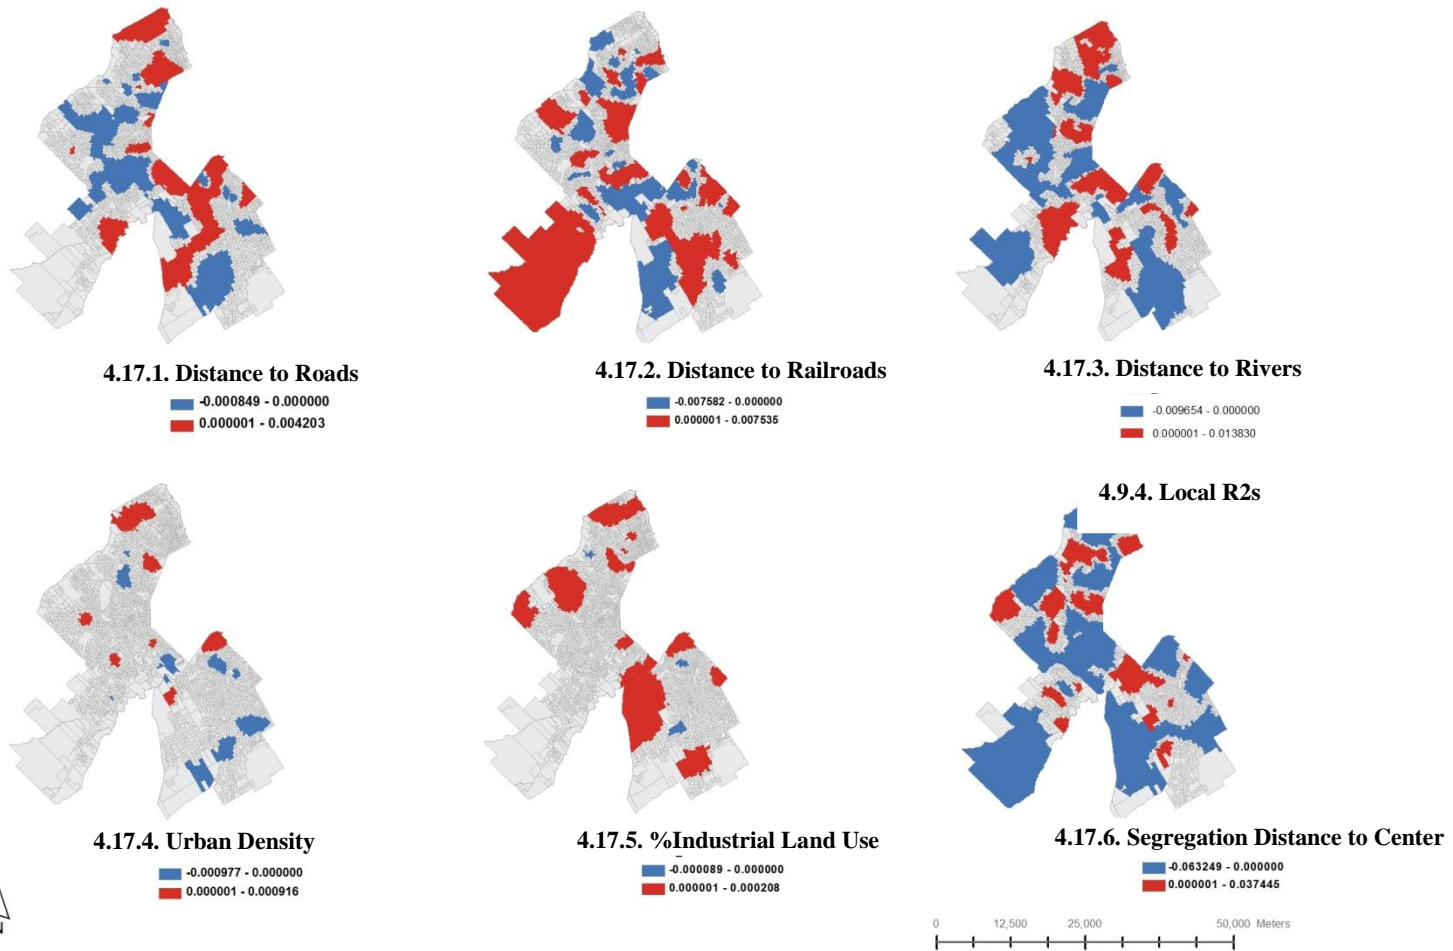 4.17.1. Distance to Roads
-0.000849 - 0.000000
0.000001 - 0.004203
4.17.2. Distance to Railroads
-0.007582 - 0.000000
0.000001 - 0.007535
4.17.3. Distance to Rivers
-0.009654 - 0.000000
0.000001 - 0.013830
4.9.4. Local R2s
4.17.4. Urban Density
-0.000977 - 0.000000
0.000001 - 0.000916
4.17.5. %Industrial Land Use
-0.000089 - 0.000000
0.000001 - 0.000208
4.17.6. Segregation Distance to Center
-0.063249 - 0.000000
0.000001 - 0.037445
0 12,500 25,000 50,000 Meters